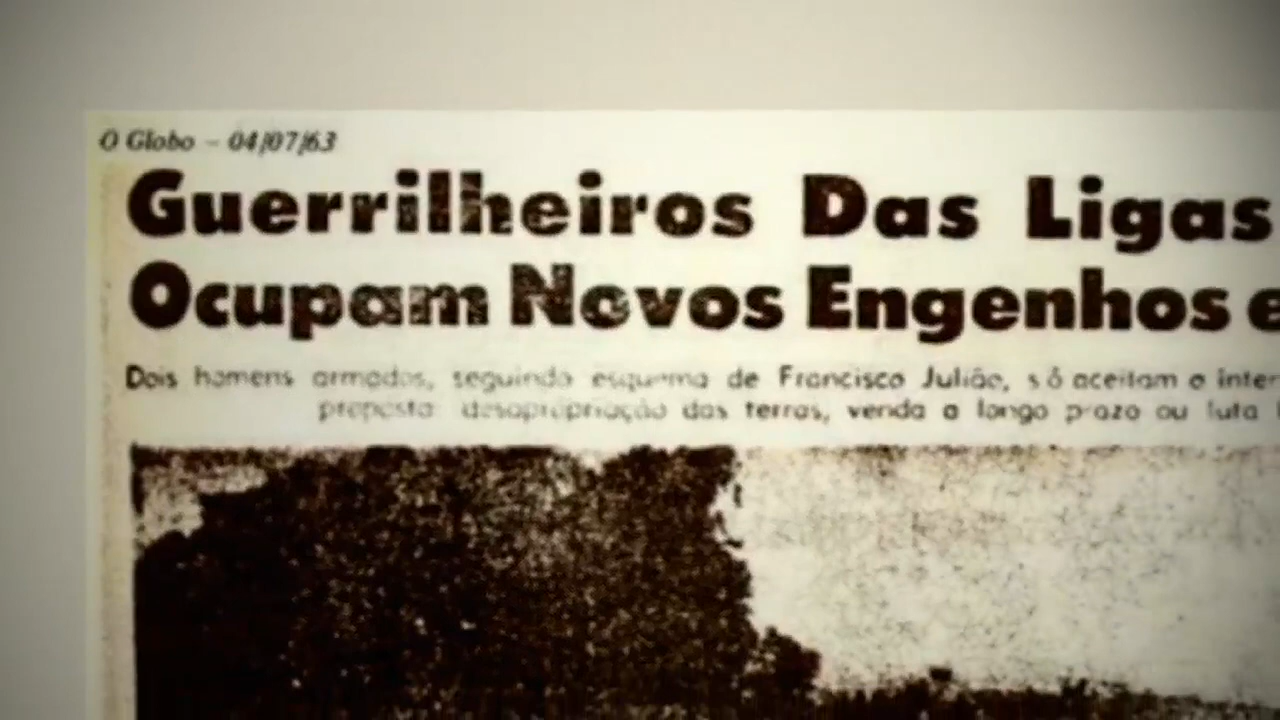 O Globo – 04/07/63
Guerrilheiros Das Ligas
Ocupam Novos Engenhos e
Dois homens armados, seguindo esquema de Francisco Julião, só aceitam o inter
proposta: desapropriação das terras, venda a longo prazo ou luta